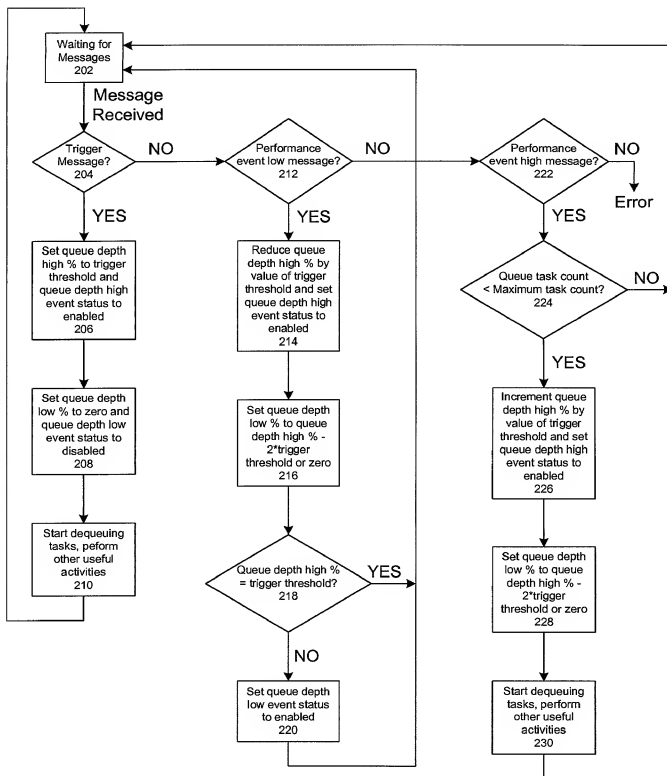 Waiting for
Messages
202
Message
Received
Trigger
Message?
204
NO
YES
Set queue depth
high % to trigger
threshold and
queue depth high
event status to
enabled
206
Set queue depth
low % to zero and
queue depth low
event status to
disabled
208
Start dequeuing
tasks, peform
other useful
activities
210
Performance
event low message?
212
NO
YES
Reduce queue
depth high % by
value of trigger
threshold and set
queue depth high
event status to
enabled
214
Set queue depth
low % to queue
depth high % -
2*trigger
threshold or zero
216
Queue depth high %
= trigger threshold?
218
YES
NO
Set queue depth
low event status
to enabled
220
Performance
event high message?
222
NO
Error
YES
Queue task count
< Maximum task count?
224
NO
YES
Increment queue
depth high % by
value of trigger
threshold and set
queue depth high
event status to
enabled
226
Set queue depth
low % to queue
depth high % -
2*trigger
threshold or zero
228
Start dequeuing
tasks, perform
other useful
activities
230